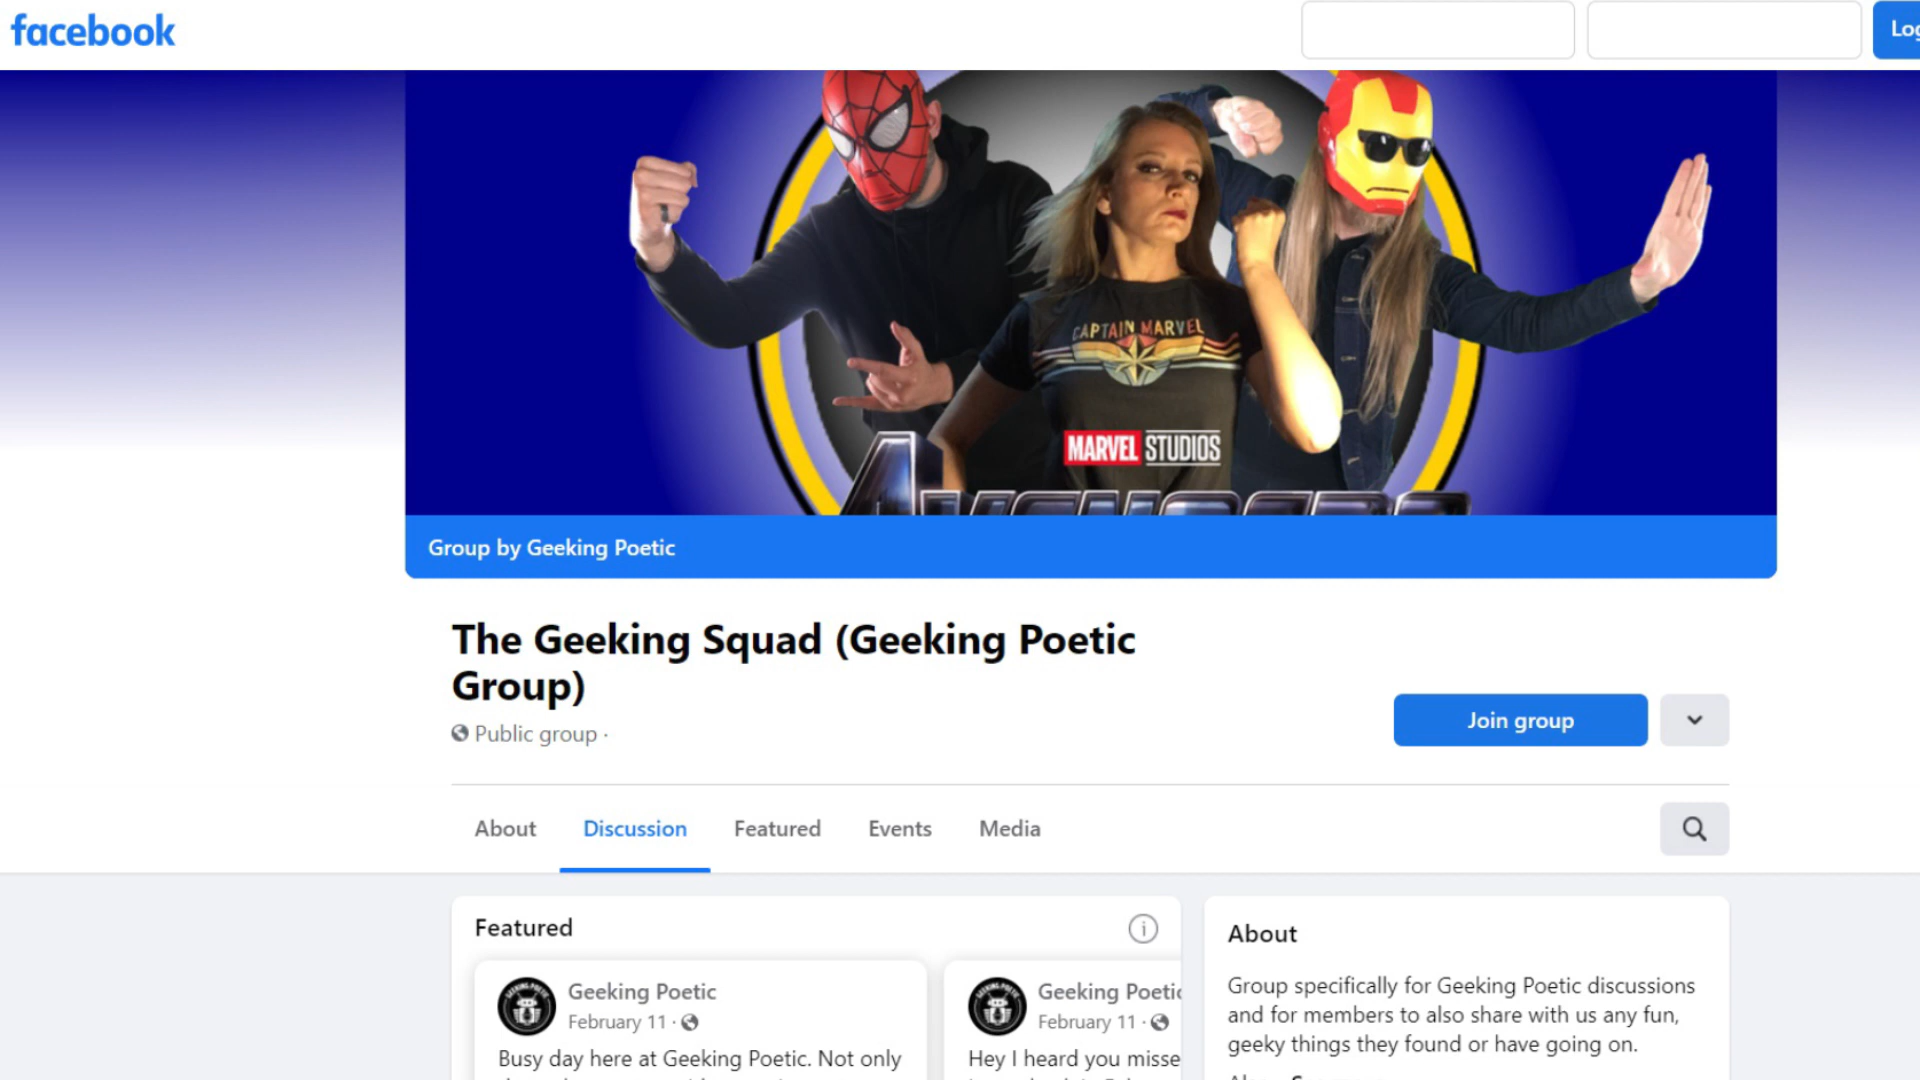 facebook
Log
CAPTAIN MARVEL
MARVEL STUDIOS
AVENGERS
Group by Geeking Poetic
The Geeking Squad (Geeking Poetic
Group)
Public group ·
Join group
About
Discussion
Featured
Events
Media
Featured
Geeking Poetic
February 11 ·
Busy day here at Geeking Poetic. Not only
Geeking Poetic
February 11 ·
Hey I heard you misse
About
Group specifically for Geeking Poetic discussions
and for members to also share with us any fun,
geeky things they found or have going on.